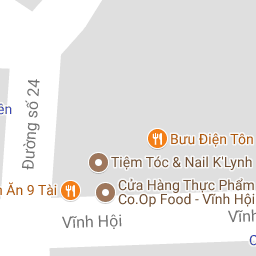 ên
Đường số 24
Bưu Điện Tôn
Tiệm Tóc & Nail K'Lynh
n Ăn 9 Tài
Cửa Hàng Thực Phẩm
Co.Op Food - Vĩnh Hội
Vĩnh Hội
Vĩnh